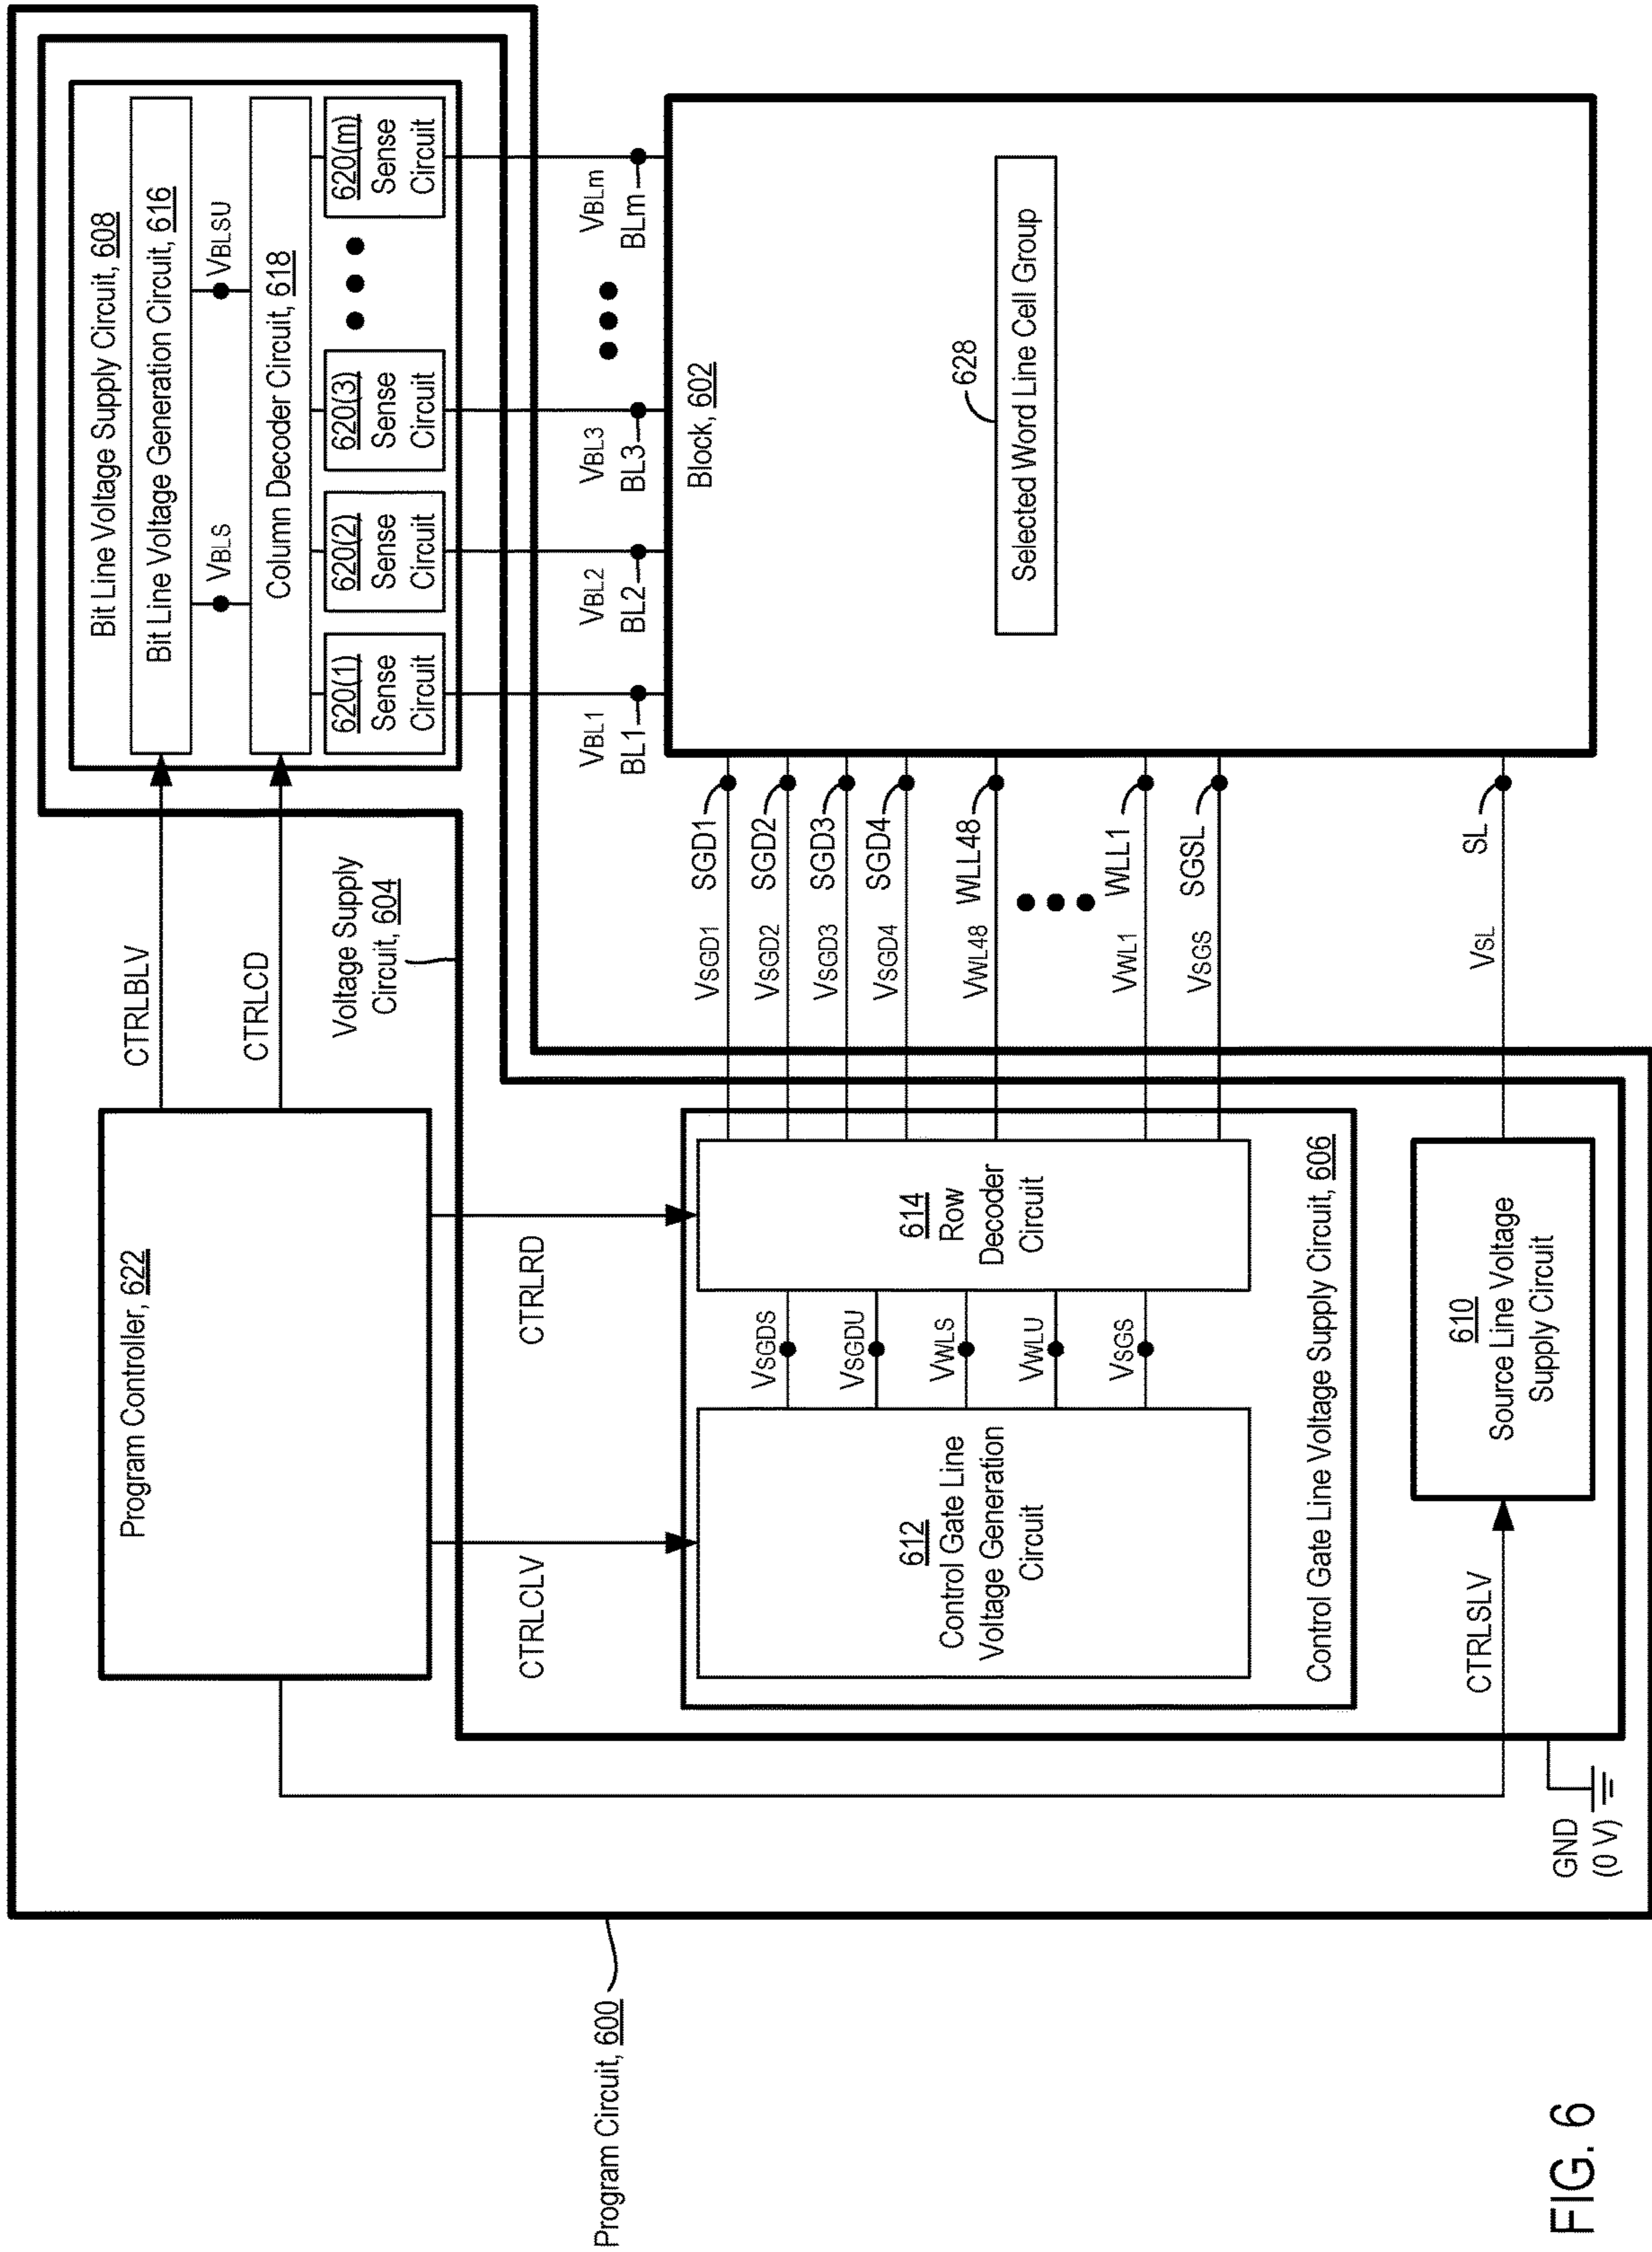 Program Circuit, 600
Program Controller, 622
CTRLBLV
CTRLCD
Voltage Supply
Circuit, 604
Bit Line Voltage Supply Circuit, 608
Bit Line Voltage Generation Circuit, 616
VBLS
VBLSU
Column Decoder Circuit, 618
620(1)
Sense
Circuit
620(2)
Sense
Circuit
620(3)
Sense
Circuit
620(m)
Sense
Circuit
VBL1
BL1
VBL2
BL2
VBL3
BL3
VBLm
BLm
Block, 602
628
Selected Word Line Cell Group
CTRLCLV
CTRLRD
612
Control Gate Line
Voltage Generation
Circuit
VSGDS
VSGDU
VWLS
VWLU
VSGS
614
Row
Decoder
Circuit
Control Gate Line Voltage Supply Circuit, 606
VSGD1
SGD1
VSGD2
SGD2
VSGD3
SGD3
VSGD4
SGD4
VWL48
WLL48
VWL1
WLL1
VSGS
SGSL
VSL
SL
CTRLSLV
610
Source Line Voltage
Supply Circuit
GND
(0 V)
FIG. 6